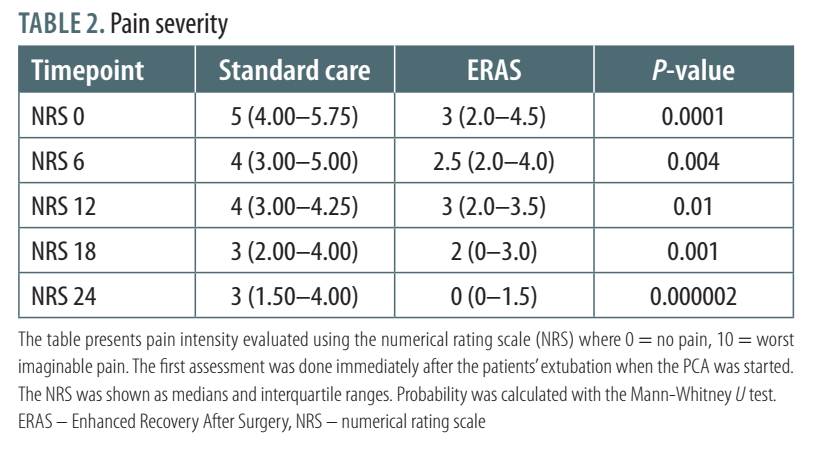 TABLE 2. Pain severity
Timepoint Standard care ERAS P-value
NRS 0 5 (4.00–5.75) 3 (2.0–4.5) 0.0001
NRS 6 4 (3.00–5.00) 2.5 (2.0–4.0) 0.004
NRS 12 4 (3.00–4.25) 3 (2.0–3.5) 0.01
NRS 18 3 (2.00–4.00) 2 (0–3.0) 0.001
NRS 24 3 (1.50–4.00) 0 (0–1.5) 0.000002
The table presents pain intensity evaluated using the numerical rating scale (NRS) where 0 = no pain, 10 = worst
imaginable pain. The first assessment was done immediately after the patients’ extubation when the PCA was started.
The NRS was shown as medians and interquartile ranges. Probability was calculated with the Mann-Whitney U test.
ERAS – Enhanced Recovery After Surgery, NRS – numerical rating scale